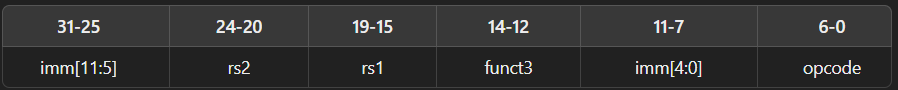 31-25 24-20 19-15 14-12 11-7 6-0
imm[11:5] rs2 rs1 funct3 imm[4:0] opcode